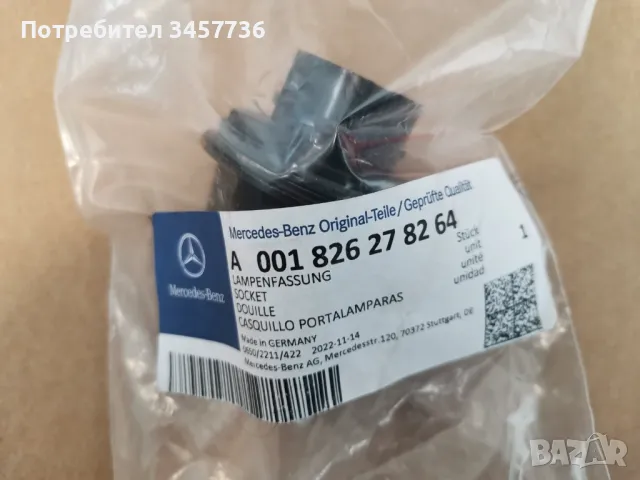 Потребител 3457736
Mercedes-Benz Original-Teile/Geprüfte Qualität
Mercedes-Benz
A 001 826 27 82 64
LAMPENFASSUNG
SOCKET
DOUILLE
CASQUILLO PORTALAMPARAS
Stück
unit
unité
unidad
1
Made in GERMANY
2022-11-14
Mercedes-Benz AG, Mercedesstr.120, 70372 Stuttgart, DE
BAZAR